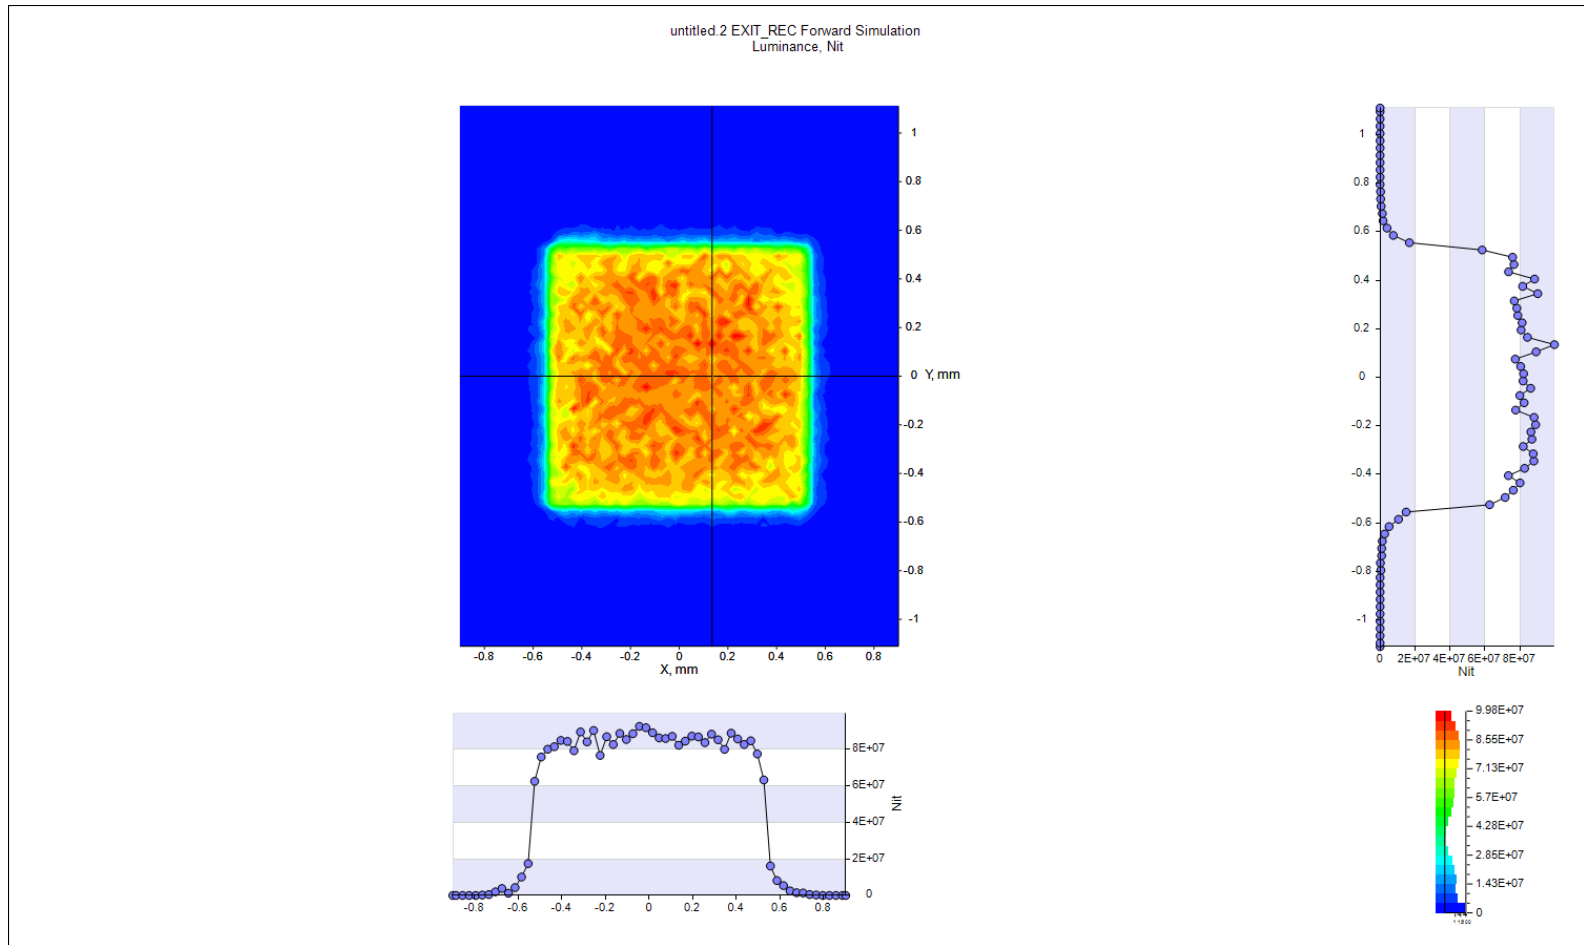 untitled.2 EXIT_REC Forward Simulation
Luminance, Nit
1
0.8
0.6
0.4
0.2
0 Y, mm
-0.2
-0.4
-0.6
-0.8
-1
-0.8 -0.6 -0.4 -0.2 0 0.2 0.4 0.6 0.8
X, mm
1
0.8
0.6
0.4
0.2
0
-0.2
-0.4
-0.6
-0.8
-1
0 2E+07 4E+07 6E+07 8E+07
Nit
8E+07
6E+07
4E+07
2E+07
0
Nit
-0.8 -0.6 -0.4 -0.2 0 0.2 0.4 0.6 0.8
9.98E+07
8.55E+07
7.13E+07
5.7E+07
4.28E+07
2.85E+07
1.43E+07
0